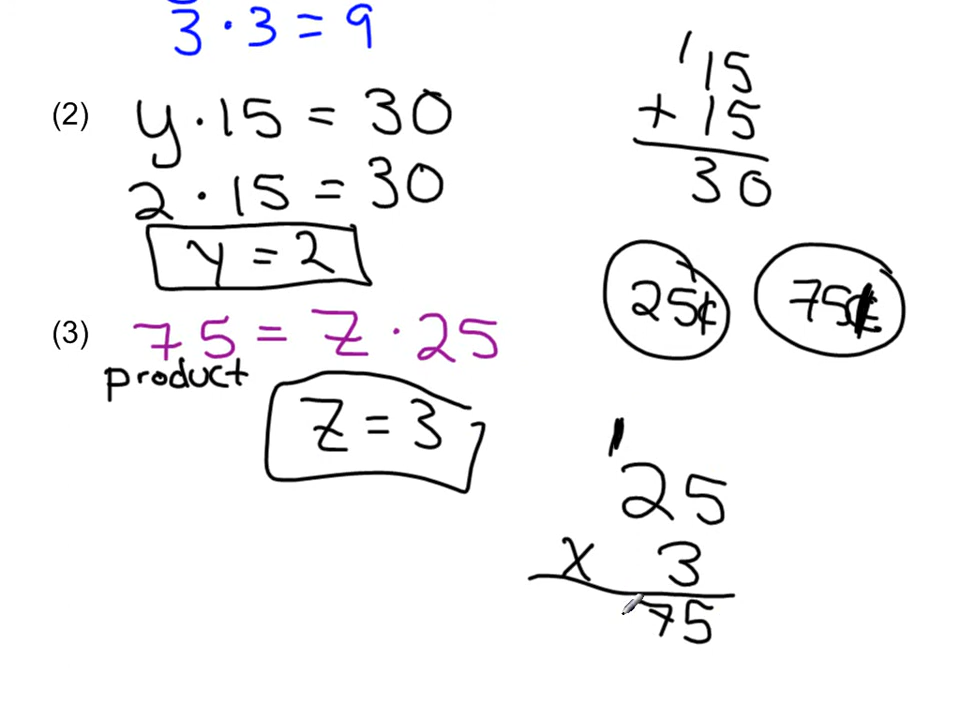 3 · 3 = 9
(2) y · 15 = 30
2 · 15 = 30
y = 2
(3) 75 = Z · 25
product
Z = 3
1
15
+ 15
30
25¢
75¢
1
25
x 3
75